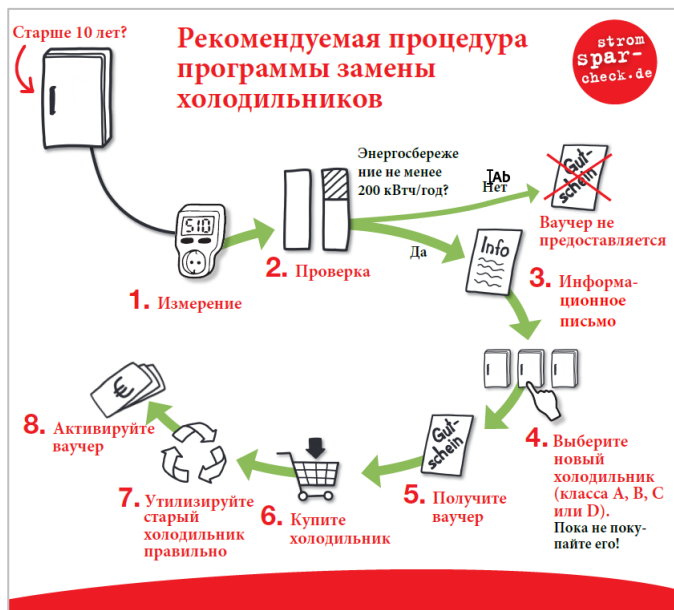 Старше 10 лет?
Рекомендуемая процедура
программы замены
холодильников
strom
spar-
check.de
510
1. Измерение
2. Проверка
Энергосбереже
ние не менее
200 кВтч/год?
TAb
Нет
Gut-
schein
Ваучер не
предоставляется
Да
Info
3. Информа-
ционное
письмо
4. Выберите
новый
холодильник
(класса A, B, C
или D).
Пока не поку-
пайте его!
Gut-
schein
5. Получите
ваучер
6. Купите
холодильник
7. Утилизируйте
старый
холодильник
правильно
€
8. Активируйте
ваучер